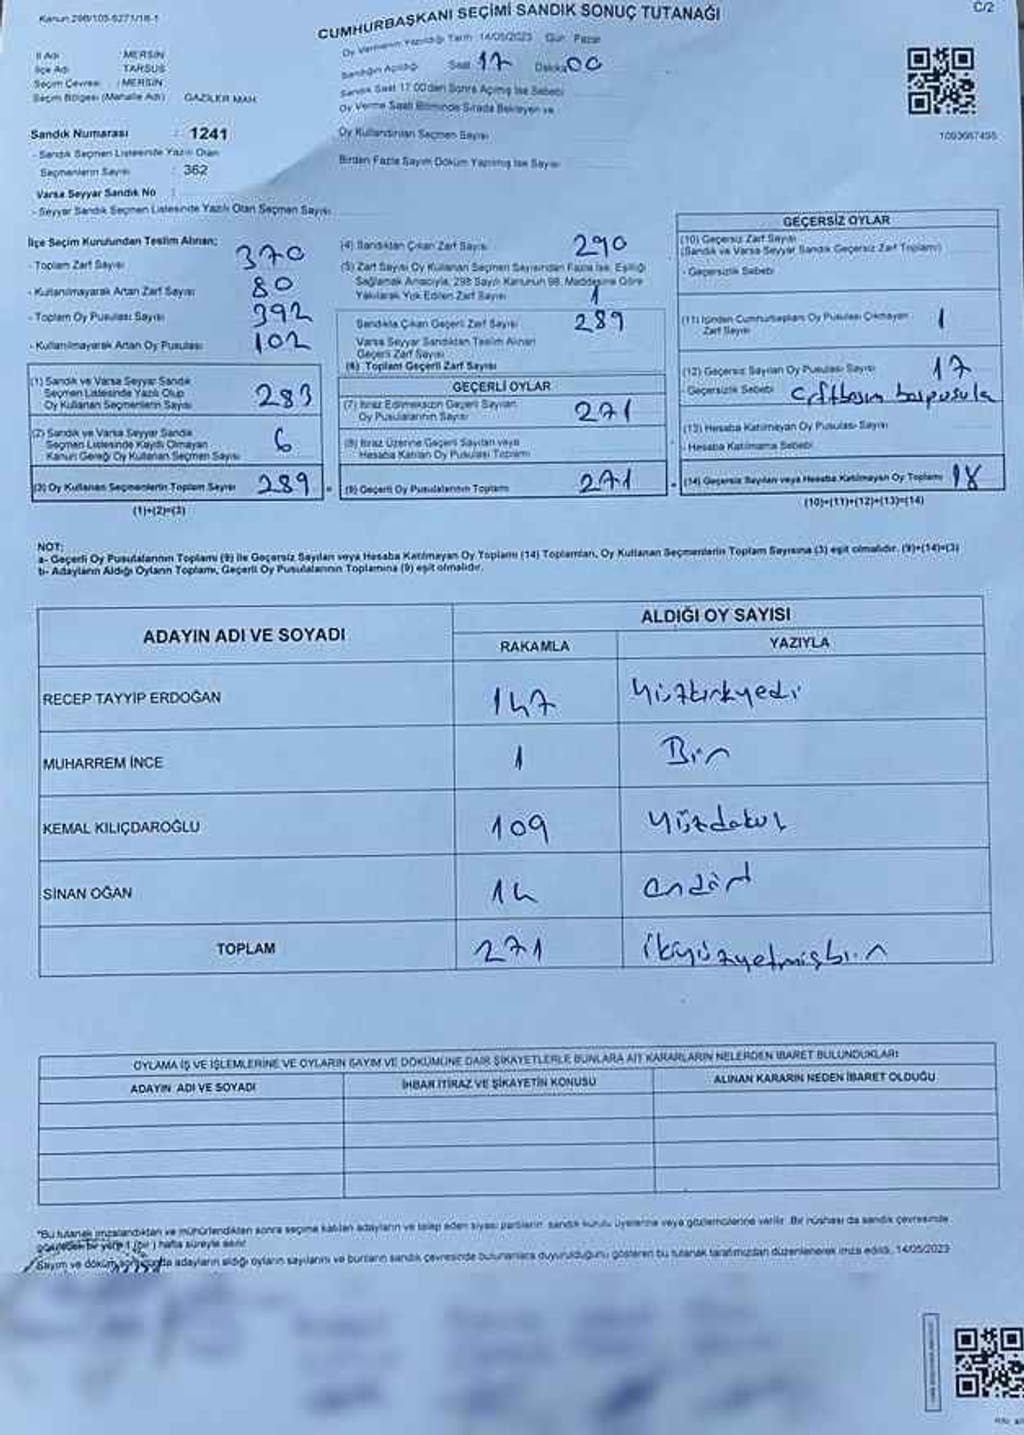 Kanun 298/105-6271/18-1
C/2
CUMHURBAŞKANI SEÇİMİ SANDIK SONUÇ TUTANAĞI
Oy Vermenin Yapıldığı Tarih: 14/05/2023 Gün: Pazar
İl Adı : MERSİN
İlçe Adı : TARSUS
Seçim Çevresi : MERSİN
Seçim Bölgesi (Mahalle Adı) GAZİLER MAH.
Sandığın Açıldığı Saat 17 Dakika 00
Sandık Saat 17.00'den Sonra Açılmış İse Sebebi
Oy Verme Saati Bitiminde Sırada Bekleyen ve
Oy Kullandırılan Seçmen Sayısı
Birden Fazla Sayım Döküm Yapılmış İse Sayısı
Sandık Numarası : 1241
- Sandık Seçmen Listesinde Yazılı Olan
Seçmenlerin Sayısı : 362
Varsa Seyyar Sandık No :
- Seyyar Sandık Seçmen Listesinde Yazılı Olan Seçmen Sayısı
İlçe Seçim Kurulundan Teslim Alınan;
- Toplam Zarf Sayısı 370
- Kullanılmayarak Artan Zarf Sayısı 80
- Toplam Oy Pusulası Sayısı 392
- Kullanılmayarak Artan Oy Pusulası 102
(1) Sandık ve Varsa Seyyar Sandık
Seçmen Listesinde Yazılı Olup
Oy Kullanan Seçmenlerin Sayısı 283
(2) Sandık ve Varsa Seyyar Sandık
Seçmen Listesinde Kaydı Olmayan
Kanun Gereği Oy Kullanan Seçmen Sayısı 6
(3) Oy Kullanan Seçmenlerin Toplam Sayısı 289
(1)+(2)=(3)
(4) Sandıktan Çıkan Zarf Sayısı 290
(5) Zarf Sayısı Oy Kullanan Seçmen Sayısından Fazla İse, Eşitliği
Sağlamak Amacıyla, 298 Sayılı Kanunun 98. Maddesine Göre
Yakılarak Yok Edilen Zarf Sayısı 1
Sandıkta Çıkan Geçerli Zarf Sayısı 289
Varsa Seyyar Sandıktan Teslim Alınan
Geçerli Zarf Sayısı
(6) Toplam Geçerli Zarf Sayısı
GEÇERLİ OYLAR
(7) İtiraz Edilmeksizin Geçerli Sayılan
Oy Pusulalarının Sayısı 271
(8) İtiraz Üzerine Geçerli Sayılan veya
Hesaba Katılan Oy Pusulası Toplamı
(9) Geçerli Oy Pusulalarının Toplamı 271
GEÇERSİZ OYLAR
(10) Geçersiz Zarf Sayısı
(Sandık ve Varsa Seyyar Sandık Geçersiz Zarf Toplamı)
- Geçersizlik Sebebi
(11) İçinden Cumhurbaşkanı Oy Pusulası Çıkmayan
Zarf Sayısı 1
(12) Geçersiz Sayılan Oy Pusulası Sayısı 17
- Geçersizlik Sebebi
(13) Hesaba Katılmayan Oy Pusulası Sayısı
- Hesaba Katılmama Sebebi
(14) Geçersiz Sayılan veya Hesaba Katılmayan Oy Toplamı 18
(10)+(11)+(12)+(13)=(14)
NOT:
a- Geçerli Oy Pusulalarının Toplamı (9) ile Geçersiz Sayılan veya Hesaba Katılmayan Oy Toplamı (14) Toplamları, Oy Kullanan Seçmenlerin Toplam Sayısına (3) eşit olmalıdır. (9)+(14)=(3)
b- Adayların Aldığı Oyların Toplamı, Geçerli Oy Pusulalarının Toplamına (9) eşit olmalıdır.
ADAYIN ADI VE SOYADI
ALDIĞI OY SAYISI
RAKAMLA YAZIYLA
RECEP TAYYİP ERDOĞAN 147 Yüzkırkyedi
MUHARREM İNCE 1 Bir
KEMAL KILIÇDAROĞLU 109 Yüzdokuz
SİNAN OĞAN 14 ondört
TOPLAM 271 ikiyüzyetmişbir
OYLAMA İŞ VE İŞLEMLERİNE VE OYLARIN SAYIM VE DÖKÜMÜNE DAİR ŞİKAYETLERLE BUNLARA AİT KARARLARIN NELERDEN İBARET BULUNDUKLARI
ADAYIN ADI VE SOYADI İHBAR İTİRAZ VE ŞİKAYETİN KONUSU ALINAN KARARIN NEDEN İBARET OLDUĞU
*Bu tutanak imzalandıktan ve mühürlendikten sonra seçime katılan adayların ve talep eden siyasi partilerin sandık kurulu üyelerine veya gözlemcilerine verilir. Bir nüshası da sandık çevresinde
bir yere 1 (bir) hafta süreyle asılır.
Sayım ve döküm sonucunda adayların aldığı oyların sayılarını ve bunların sandık çevresinde bulunanlara duyurulduğunu gösteren bu tutanak tarafımızdan düzenlenerek imza edildi. 14/05/2023